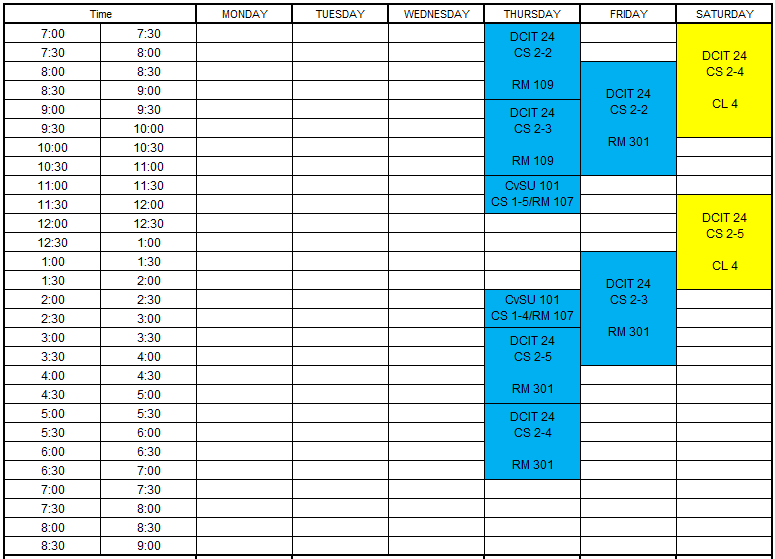 Time MONDAY TUESDAY WEDNESDAY THURSDAY FRIDAY SATURDAY
7:00 7:30
7:30 8:00
8:00 8:30
8:30 9:00
9:00 9:30
9:30 10:00
10:00 10:30
10:30 11:00
11:00 11:30
11:30 12:00
12:00 12:30
12:30 1:00
1:00 1:30
1:30 2:00
2:00 2:30
2:30 3:00
3:00 3:30
3:30 4:00
4:00 4:30
4:30 5:00
5:00 5:30
5:30 6:00
6:00 6:30
6:30 7:00
7:00 7:30
7:30 8:00
8:00 8:30
8:30 9:00
DCIT 24
CS 2-2
RM 109
DCIT 24
CS 2-3
RM 109
CvSU 101
CS 1-5/RM 107
CvSU 101
CS 1-4/RM 107
DCIT 24
CS 2-5
RM 301
DCIT 24
CS 2-4
RM 301
DCIT 24
CS 2-2
RM 301
DCIT 24
CS 2-3
RM 301
DCIT 24
CS 2-4
CL 4
DCIT 24
CS 2-5
CL 4